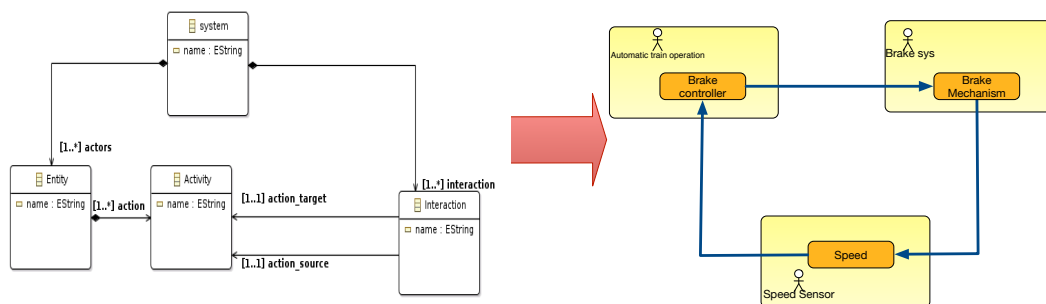 system
name : EString
[1..*] actors
[1..*] interaction
Entity
name : EString
[1..*] action
Activity
name : EString
[1..1] action_target
[1..1] action_source
Interaction
name : EString
Automatic train operation
Brake
controller
Brake sys
Brake
Mechanism
Speed
Speed Sensor